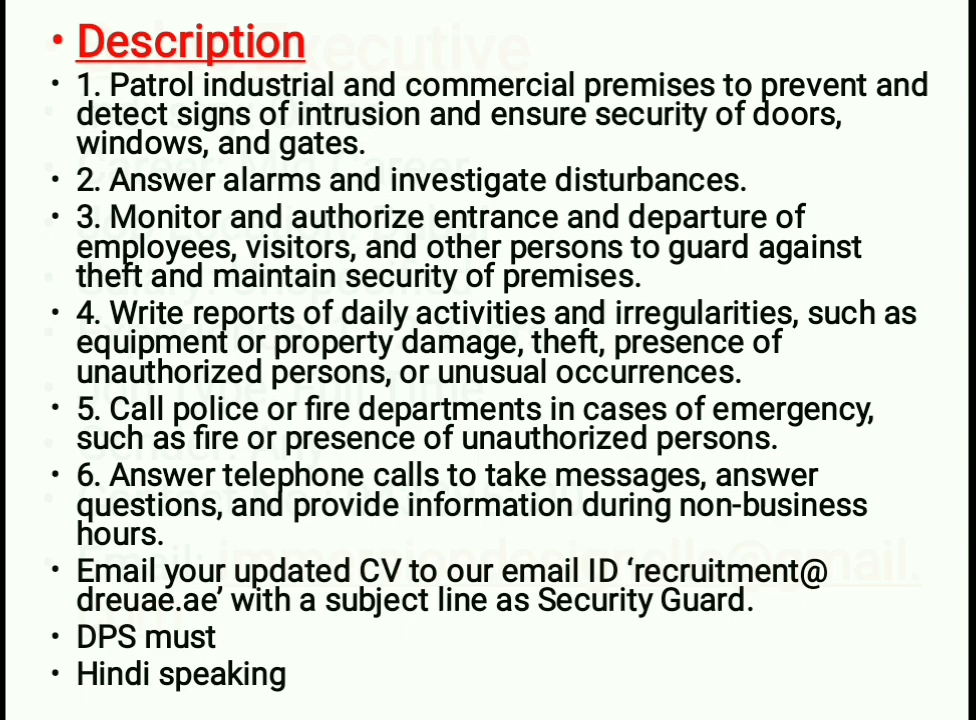 • Description
• 1. Patrol industrial and commercial premises to prevent and
detect signs of intrusion and ensure security of doors,
windows, and gates.
• 2. Answer alarms and investigate disturbances.
• 3. Monitor and authorize entrance and departure of
employees, visitors, and other persons to guard against
theft and maintain security of premises.
• 4. Write reports of daily activities and irregularities, such as
equipment or property damage, theft, presence of
unauthorized persons, or unusual occurrences.
• 5. Call police or fire departments in cases of emergency,
such as fire or presence of unauthorized persons.
• 6. Answer telephone calls to take messages, answer
questions, and provide information during non-business
hours.
• Email your updated CV to our email ID ‘recruitment@
dreuae.ae’ with a subject line as Security Guard.
• DPS must
• Hindi speaking